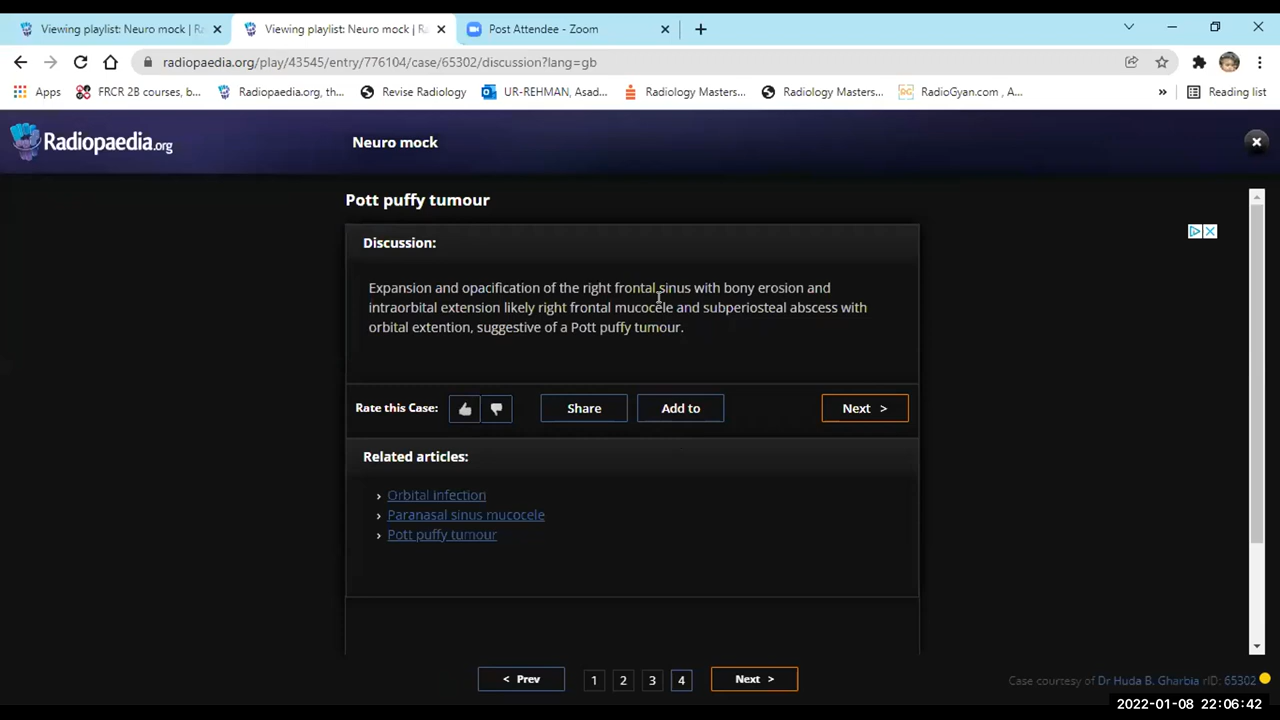 Viewing playlist: Neuro mock | R
Viewing playlist: Neuro mock | Ra
Post Attendee - Zoom
radiopaedia.org/play/43545/entry/776104/case/65302/discussion?lang=gb
Apps
FRCR 2B courses, b...
Radiopaedia.org, th...
Revise Radiology
UR-REHMAN, Asad...
Radiology Masters...
Radiology Masters...
RadioGyan.com , A...
»
Reading list
Radiopaedia.org
Neuro mock
Pott puffy tumour
Discussion:
Expansion and opacification of the right frontal sinus with bony erosion and
intraorbital extension likely right frontal mucocele and subperiosteal abscess with
orbital extention, suggestive of a Pott puffy tumour.
Rate this Case:
Share
Add to
Next >
Related articles:
› Orbital infection
› Paranasal sinus mucocele
› Pott puffy tumour
< Prev
1
2
3
4
Next >
Case courtesy of Dr Huda B. Gharbia rID: 65302
2022-01-08 22:06:42